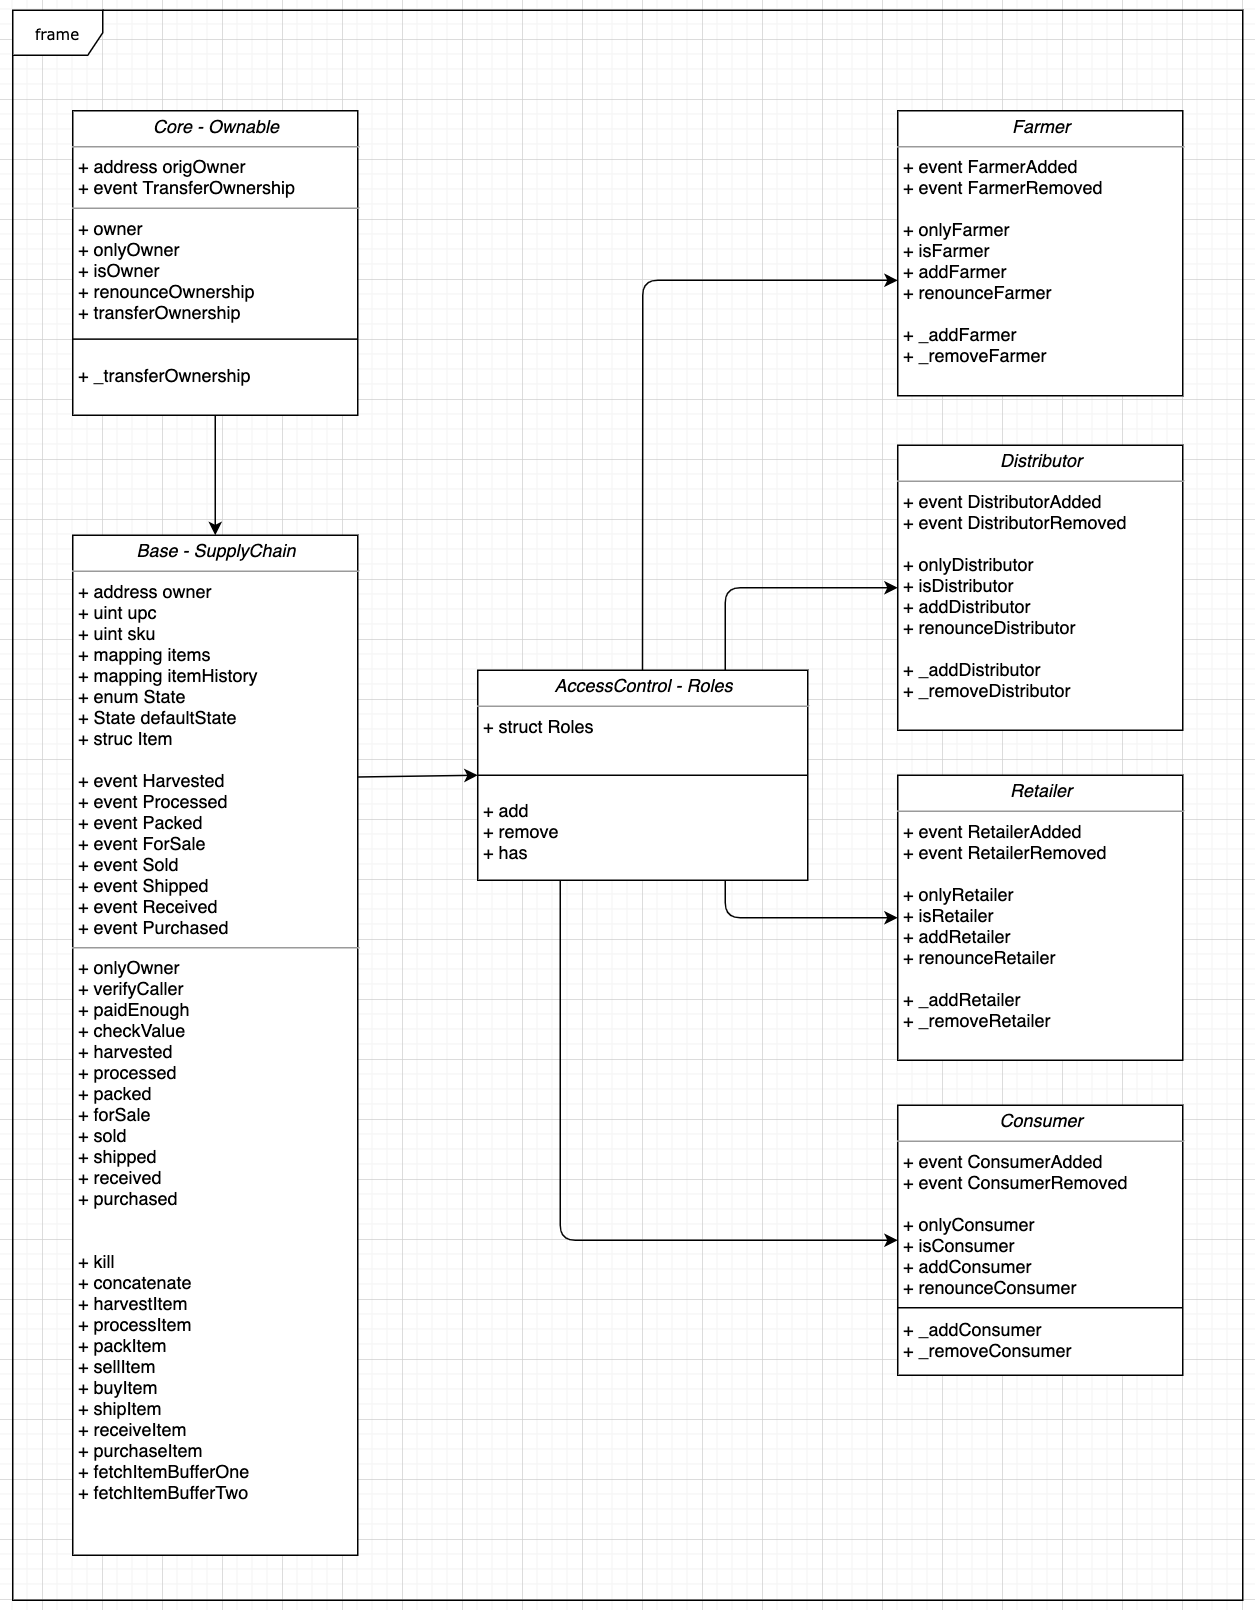 frame
Core - Ownable
+ address origOwner
+ event TransferOwnership
+ owner
+ onlyOwner
+ isOwner
+ renounceOwnership
+ transferOwnership
+ _transferOwnership
Base - SupplyChain
+ address owner
+ uint upc
+ uint sku
+ mapping items
+ mapping itemHistory
+ enum State
+ State defaultState
+ struc Item
+ event Harvested
+ event Processed
+ event Packed
+ event ForSale
+ event Sold
+ event Shipped
+ event Received
+ event Purchased
+ onlyOwner
+ verifyCaller
+ paidEnough
+ checkValue
+ harvested
+ processed
+ packed
+ forSale
+ sold
+ shipped
+ received
+ purchased
+ kill
+ concatenate
+ harvestItem
+ processItem
+ packItem
+ sellItem
+ buyItem
+ shipItem
+ receiveItem
+ purchaseItem
+ fetchItemBufferOne
+ fetchItemBufferTwo
AccessControl - Roles
+ struct Roles
+ add
+ remove
+ has
Farmer
+ event FarmerAdded
+ event FarmerRemoved
+ onlyFarmer
+ isFarmer
+ addFarmer
+ renounceFarmer
+ _addFarmer
+ _removeFarmer
Distributor
+ event DistributorAdded
+ event DistributorRemoved
+ onlyDistributor
+ isDistributor
+ addDistributor
+ renounceDistributor
+ _addDistributor
+ _removeDistributor
Retailer
+ event RetailerAdded
+ event RetailerRemoved
+ onlyRetailer
+ isRetailer
+ addRetailer
+ renounceRetailer
+ _addRetailer
+ _removeRetailer
Consumer
+ event ConsumerAdded
+ event ConsumerRemoved
+ onlyConsumer
+ isConsumer
+ addConsumer
+ renounceConsumer
+ _addConsumer
+ _removeConsumer